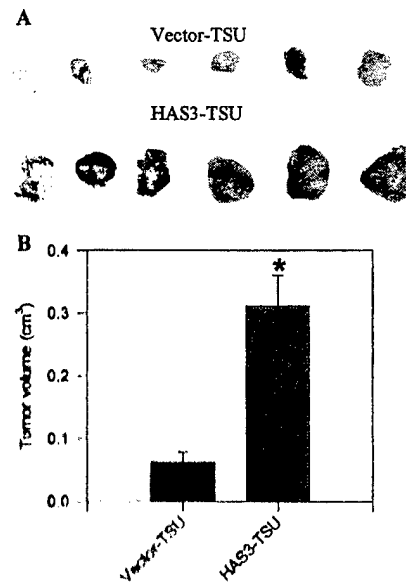 A
Vector-TSU
HAS3-TSU
B
Tumor volume (cm³)
0.4
0.3
0.2
0.1
0.0
*
Vector-TSU
HAS3-TSU